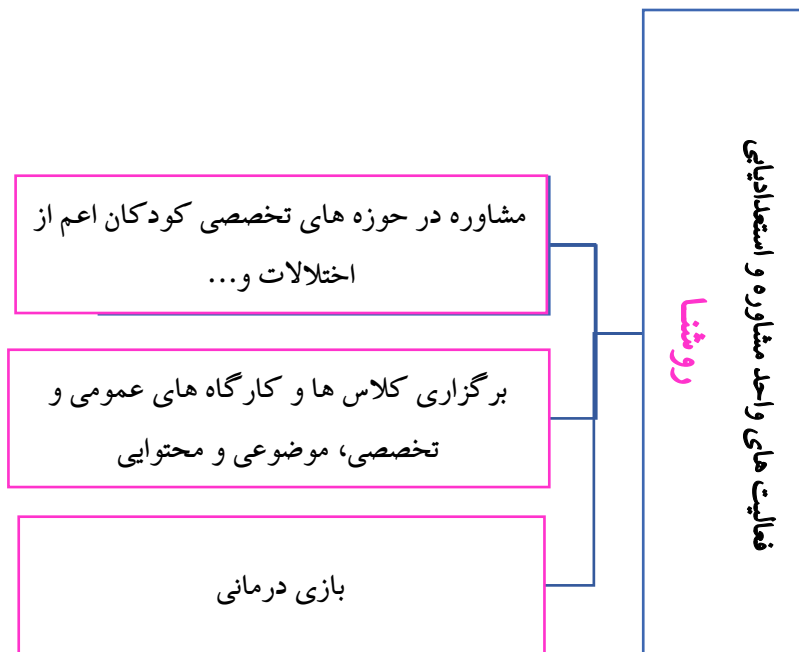 فعالیت های واحد مشاوره و استعدادیابی
روشنا
مشاوره در حوزه های تخصصی کودکان اعم از
اختلالات و...
برگزاری کلاس ها و کارگاه های عمومی و
تخصصی، موضوعی و محتوایی
بازی درمانی